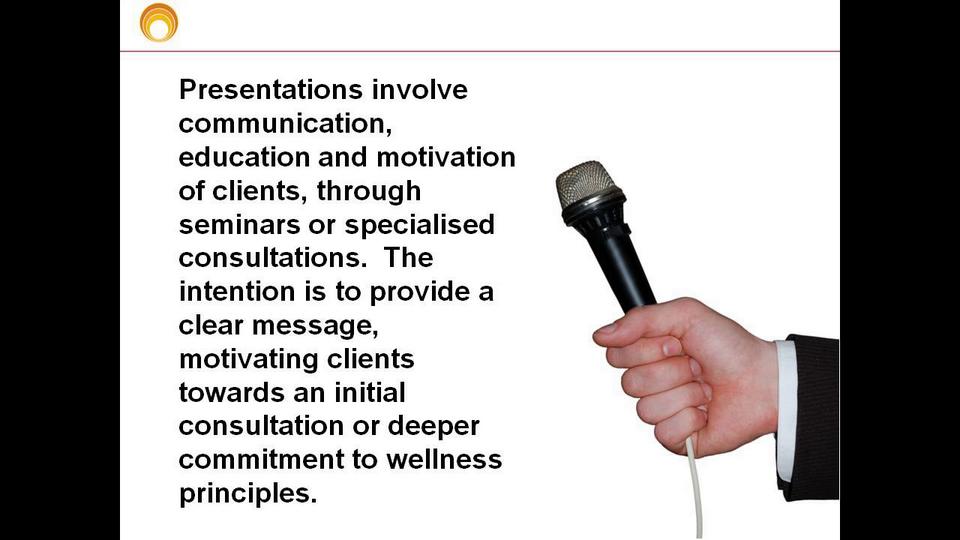 Presentations involve
communication,
education and motivation
of clients, through
seminars or specialised
consultations.  The
intention is to provide a
clear message,
motivating clients
towards an initial
consultation or deeper
commitment to wellness
principles.